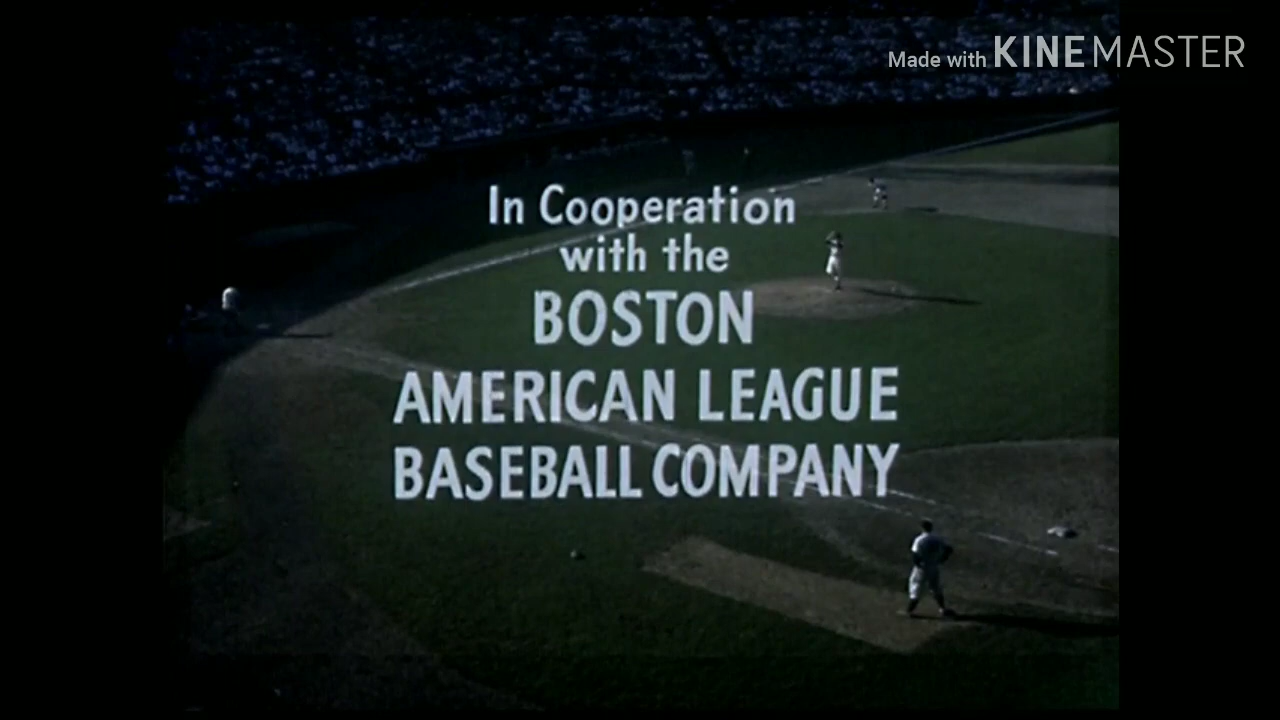 Made with KINEMASTER
In Cooperation
with the
BOSTON
AMERICAN LEAGUE
BASEBALL COMPANY